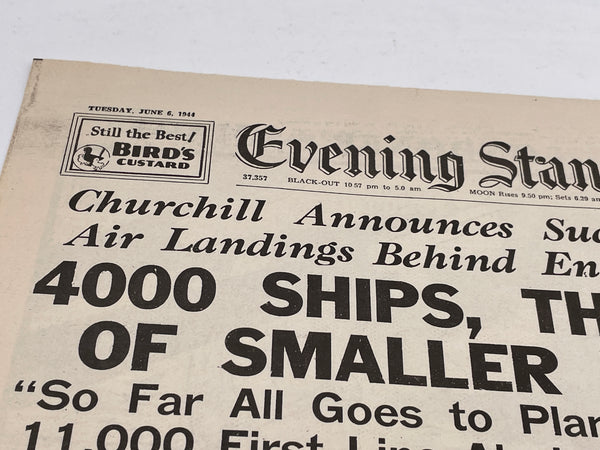 TUESDAY, JUNE 6, 1944
Still the Best!
BIRD'S
CUSTARD
Evening Stan
37,357 BLACK-OUT 10 57 pm to 5.0 am MOON Rises 9.50 pm; Sets 6.29 am
Churchill Announces Suc
Air Landings Behind En
4000 SHIPS, TH
OF SMALLER
"So Far All Goes to Plan
11,000 First Line